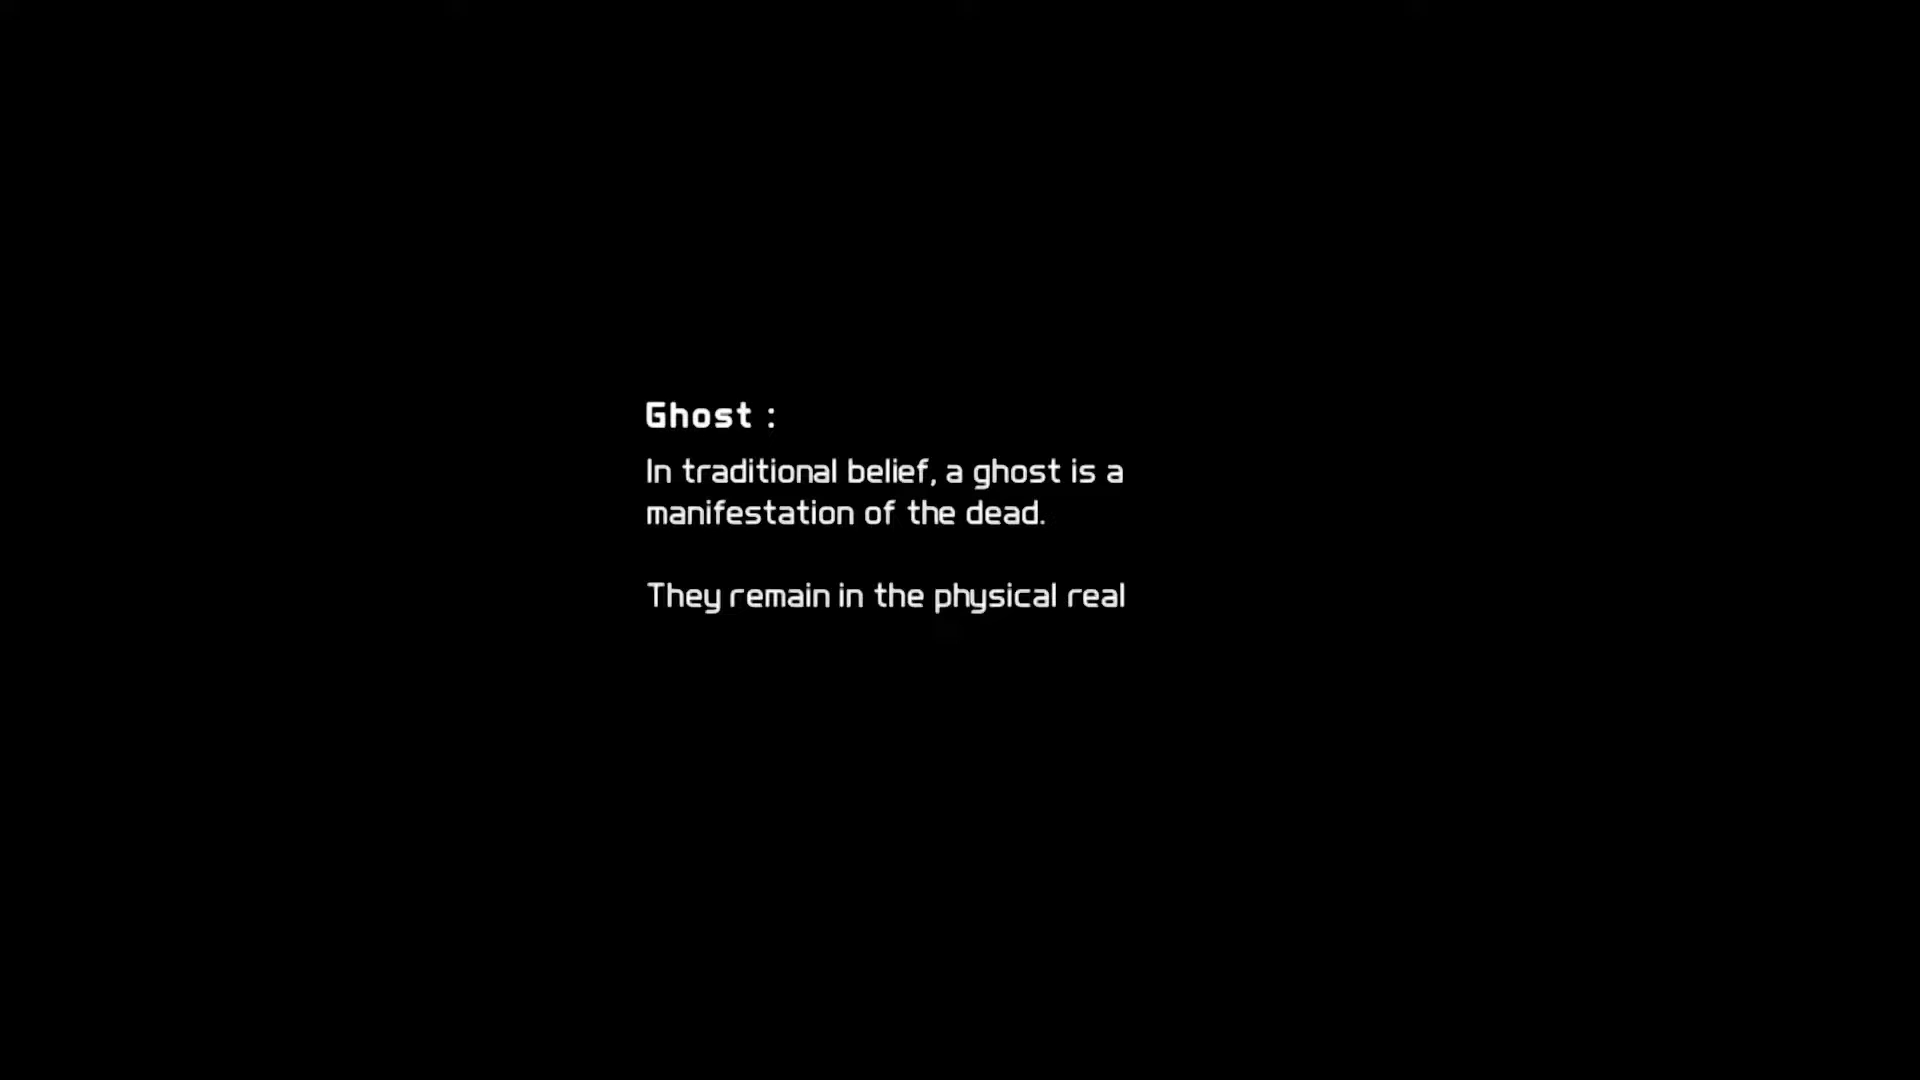 Ghost :
In traditional belief, a ghost is a
manifestation of the dead.
They remain in the physical real